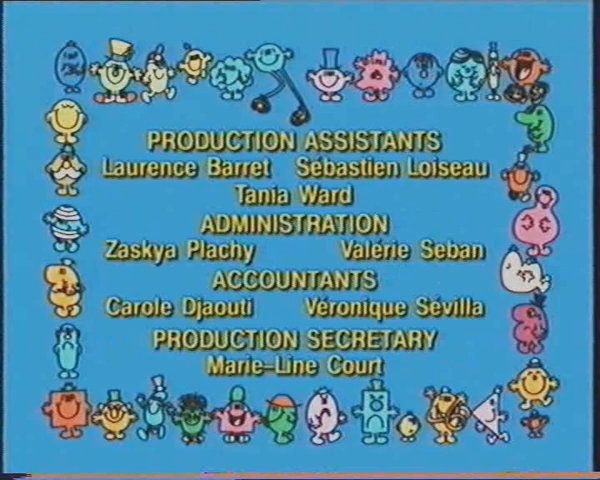 PRODUCTION ASSISTANTS
Laurence Barret Sébastien Loiseau
Tania Ward
ADMINISTRATION
Zaskya Plachy Valérie Seban
ACCOUNTANTS
Carole Djaouti Véronique Sévilla
PRODUCTION SECRETARY
Marie-Line Court